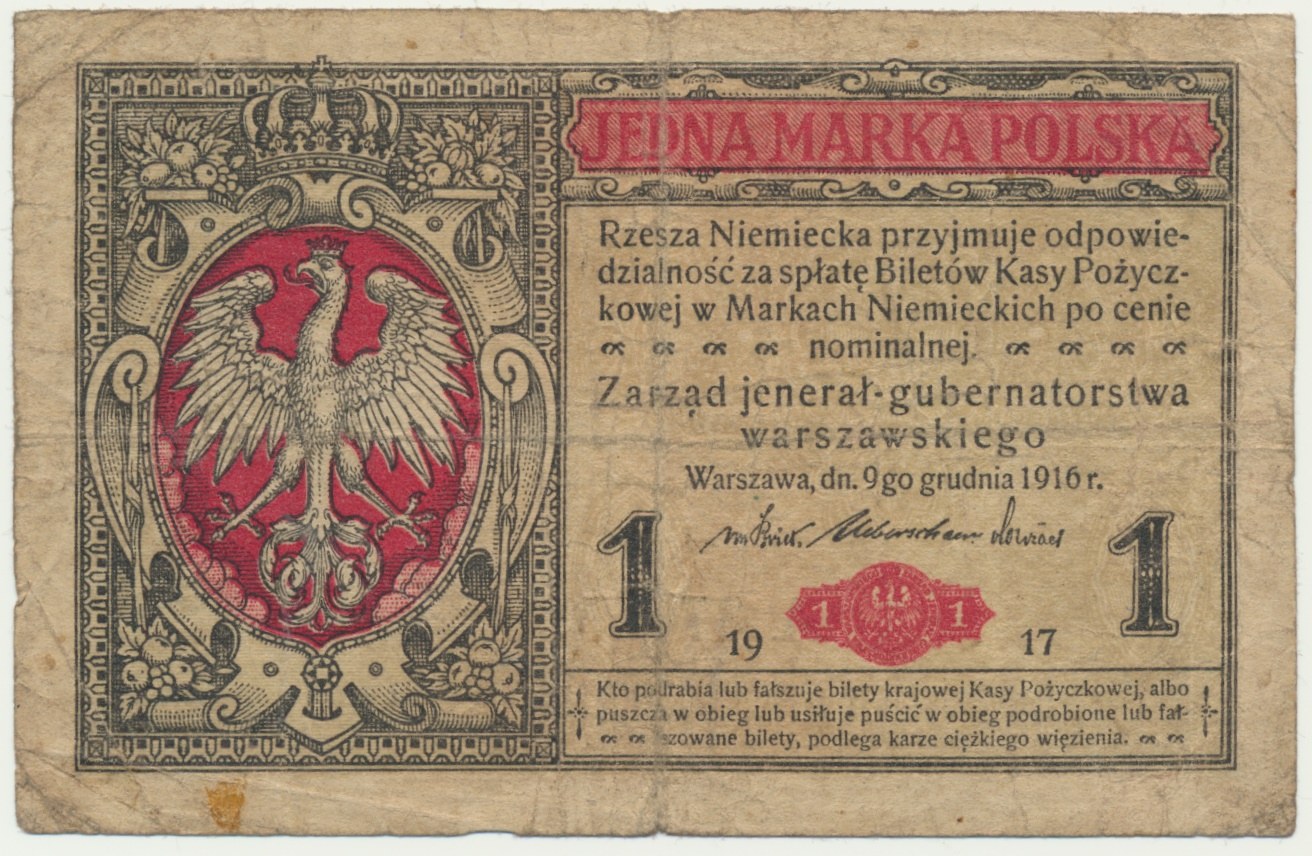 JEDNA MARKA POLSKA
Rzesza Niemiecka przyjmuje odpowie-
dzialność za spłatę Biletów Kasy Pożycz-
kowej w Markach Niemieckich po cenie
nominalnej.
Zarząd jenerał-gubernatorstwa
warszawskiego
Warszawa, dn. 9go grudnia 1916 r.
1 1
1 1
19 17
Kto podrabia lub fałszuje bilety krajowej Kasy Pożyczkowej, albo
puszcza w obieg lub usiłuje puścić w obieg podrobione lub fał-
szowane bilety, podlega karze ciężkiego więzienia.